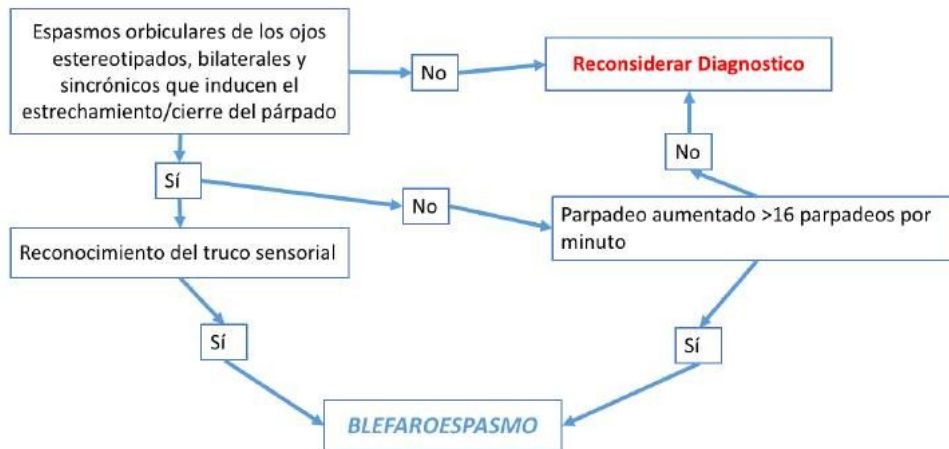 Espasmos orbiculares de los ojos
estereotipados, bilaterales y
sincrónicos que inducen el
estrechamiento/cierre del párpado
No
Reconsiderar Diagnostico
Sí
No
No
Parpadeo aumentado >16 parpadeos por
minuto
Reconocimiento del truco sensorial
Sí
Sí
BLEFAROESPASMO